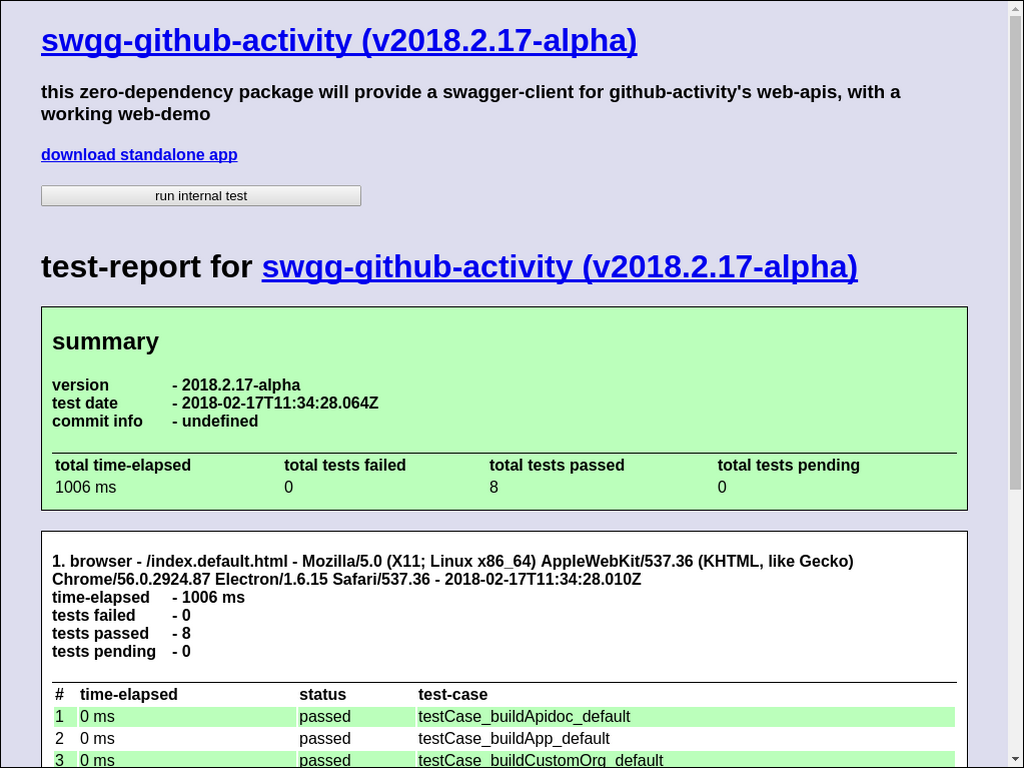 swgg-github-activity (v2018.2.17-alpha)
this zero-dependency package will provide a swagger-client for github-activity's web-apis, with a
working web-demo
download standalone app
run internal test
test-report for swgg-github-activity (v2018.2.17-alpha)
summary
version - 2018.2.17-alpha
test date - 2018-02-17T11:34:28.064Z
commit info - undefined
total time-elapsed total tests failed total tests passed total tests pending
1006 ms 0 8 0
1. browser - /index.default.html - Mozilla/5.0 (X11; Linux x86_64) AppleWebKit/537.36 (KHTML, like Gecko)
Chrome/56.0.2924.87 Electron/1.6.15 Safari/537.36 - 2018-02-17T11:34:28.010Z
time-elapsed - 1006 ms
tests failed - 0
tests passed - 8
tests pending - 0
# time-elapsed status test-case
1 0 ms passed testCase_buildApidoc_default
2 0 ms passed testCase_buildApp_default
3 0 ms passed testCase_buildCustomOrg_default